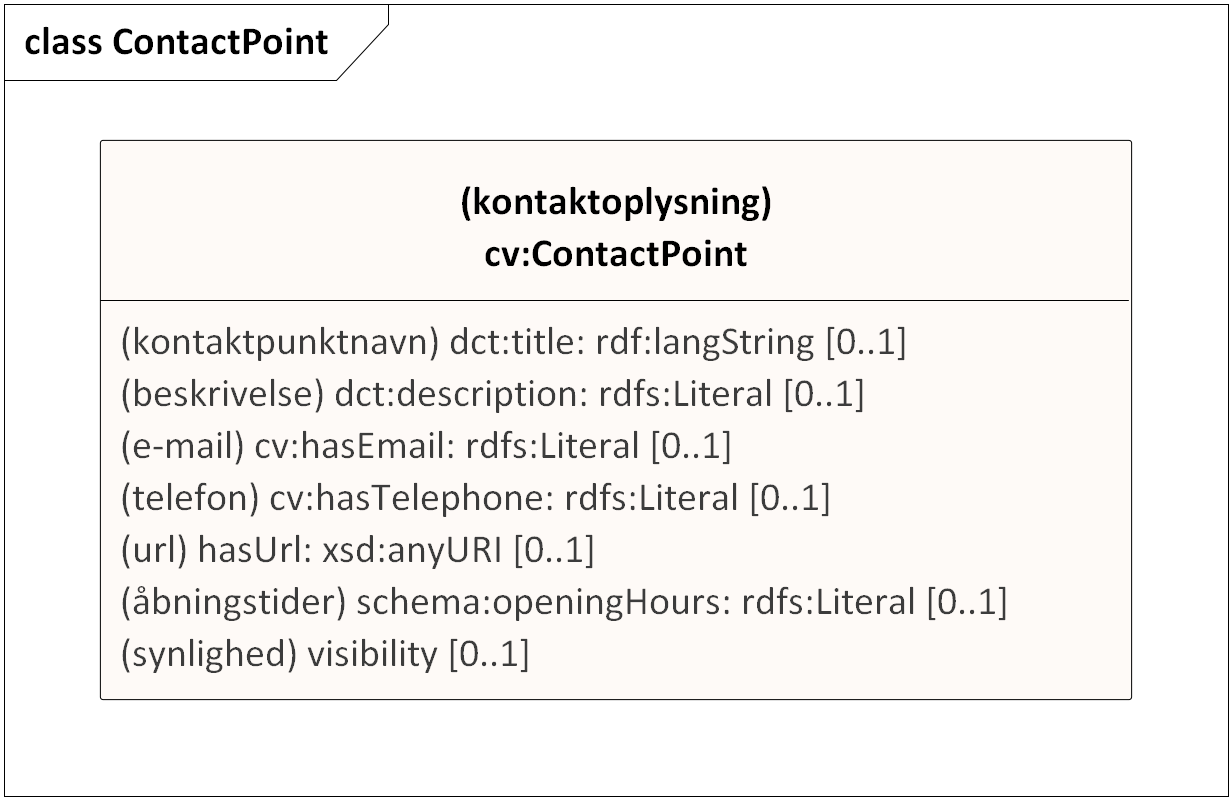 class ContactPoint
(kontaktoplysning)
cv:ContactPoint
(kontaktpunktnavn) dct:title: rdf:langString [0..1]
(beskrivelse) dct:description: rdfs:Literal [0..1]
(e-mail) cv:hasEmail: rdfs:Literal [0..1]
(telefon) cv:hasTelephone: rdfs:Literal [0..1]
(url) hasUrl: xsd:anyURI [0..1]
(åbningstider) schema:openingHours: rdfs:Literal [0..1]
(synlighed) visibility [0..1]